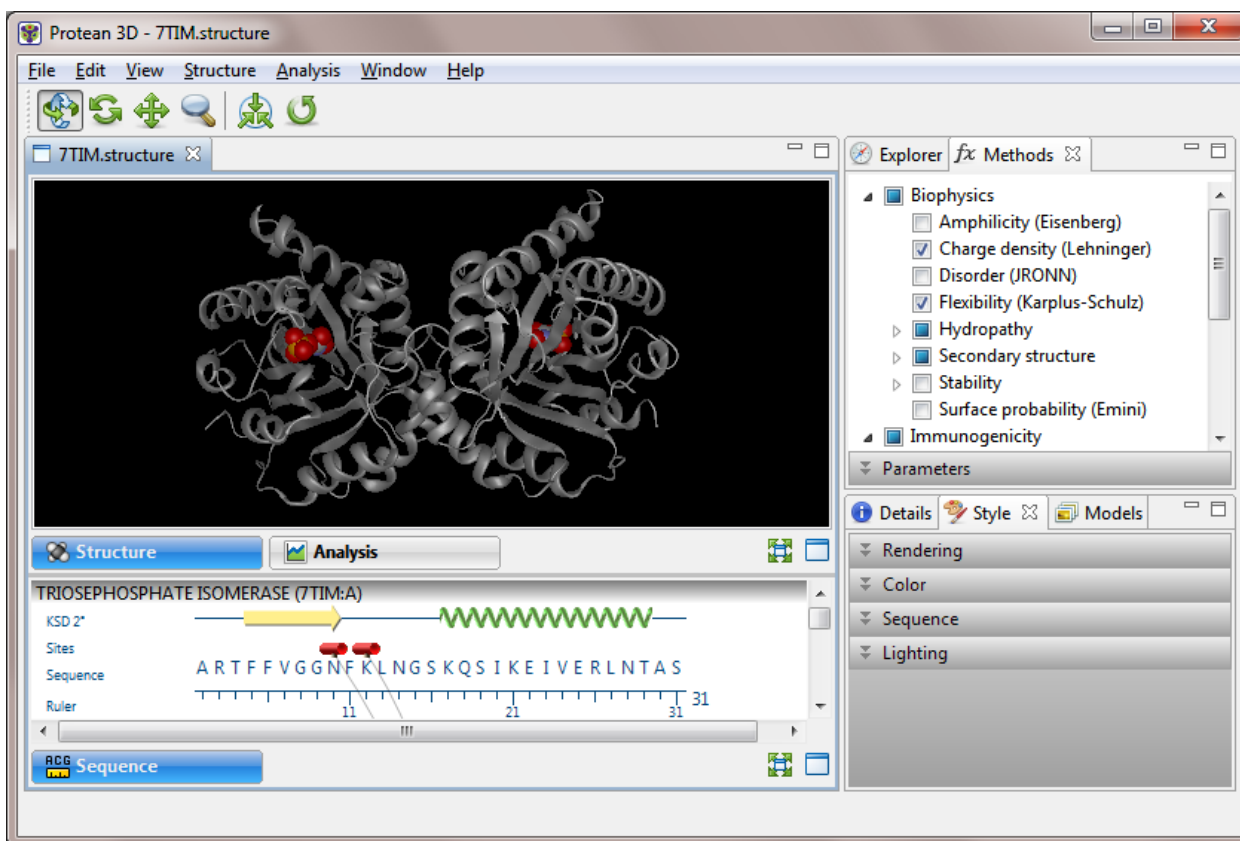 Protean 3D - 7TIM.structure
File Edit View Structure Analysis Window Help
7TIM.structure
Structure
Analysis
TRIOSEPHOSPHATE ISOMERASE (7TIM:A)
KSD 2°
Sites
Sequence
A R T F F V G G N F K L N G S K Q S I K E I V E R L N T A S
Ruler
11 21 31 31
ACG
Sequence
Explorer fx Methods
Biophysics
Amphilicity (Eisenberg)
Charge density (Lehninger)
Disorder (JRONN)
Flexibility (Karplus-Schulz)
Hydropathy
Secondary structure
Stability
Surface probability (Emini)
Immunogenicity
Parameters
Details Style Models
Rendering
Color
Sequence
Lighting